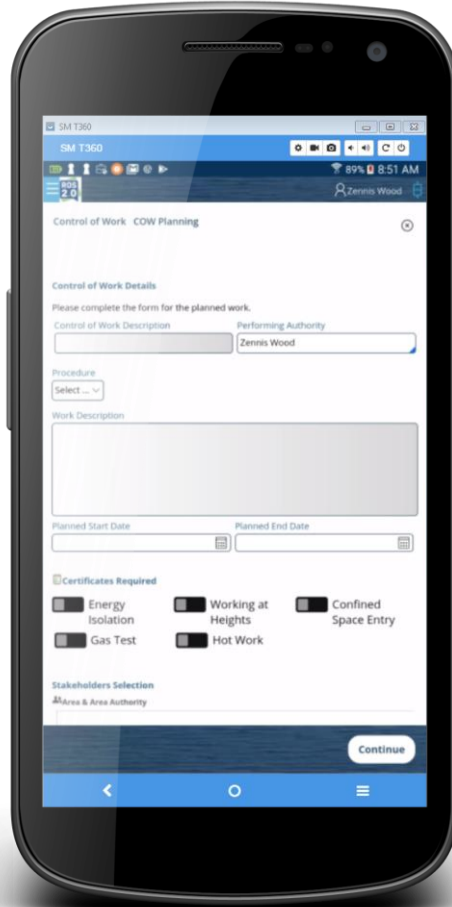 SM T360
SM T360
89% 8:51 AM
ROS 2.0
Zennis Wood
Control of Work COW Planning
Control of Work Details
Please complete the form for the planned work.
Control of Work Description Performing Authority
Zennis Wood
Procedure
Select ...
Work Description
Planned Start Date Planned End Date
Certificates Required
Energy Isolation
Working at Heights
Confined Space Entry
Gas Test
Hot Work
Stakeholders Selection
Area & Area Authority
Continue